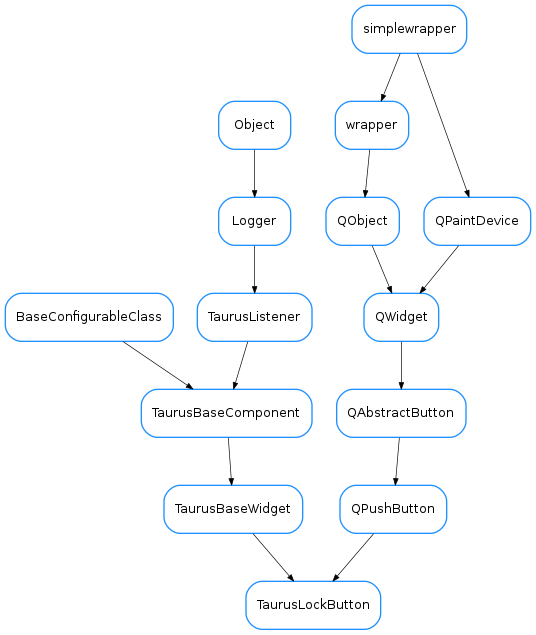 simplewrapper
Object
wrapper
Logger
QObject
QPaintDevice
BaseConfigurableClass
TaurusListener
QWidget
TaurusBaseComponent
QAbstractButton
TaurusBaseWidget
QPushButton
TaurusLockButton